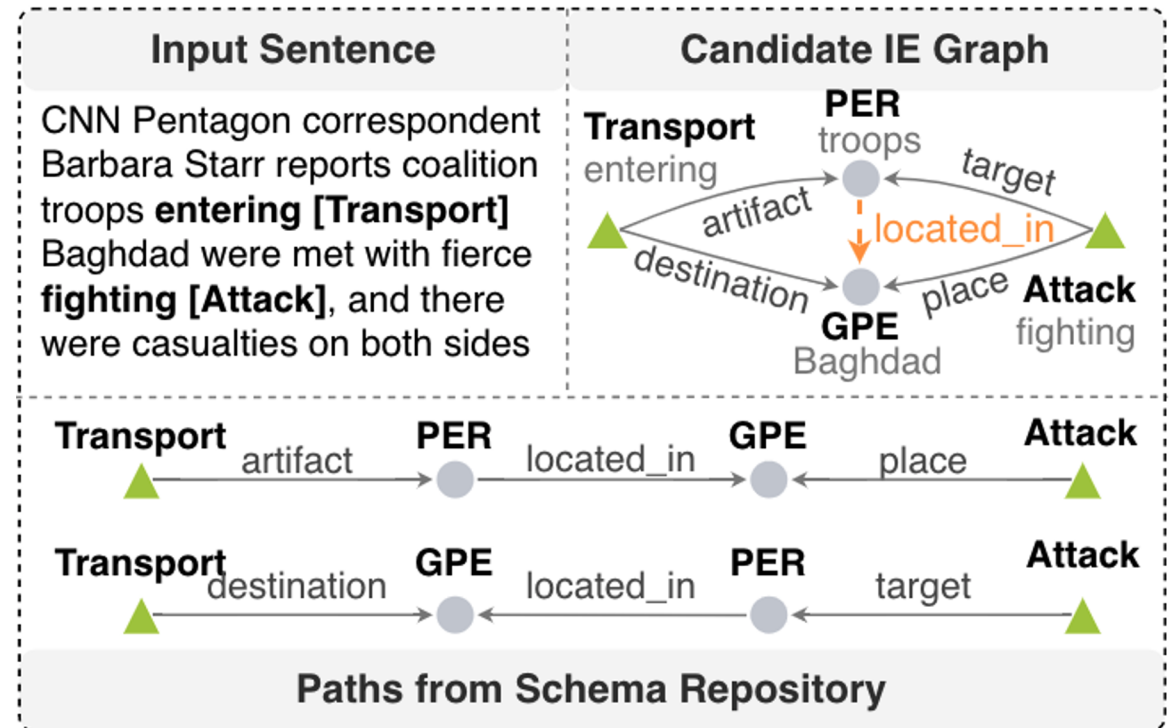 Input Sentence
CNN Pentagon correspondent
Barbara Starr reports coalition
troops entering [Transport]
Baghdad were met with fierce
fighting [Attack], and there
were casualties on both sides
Candidate IE Graph
PER
Transport
troops
entering
target
artifact
located_in
destination
place
Attack
GPE
fighting
Baghdad
Transport
artifact
PER
located_in
GPE
place
Attack
Transport
destination
GPE
located_in
PER
target
Attack
Paths from Schema Repository